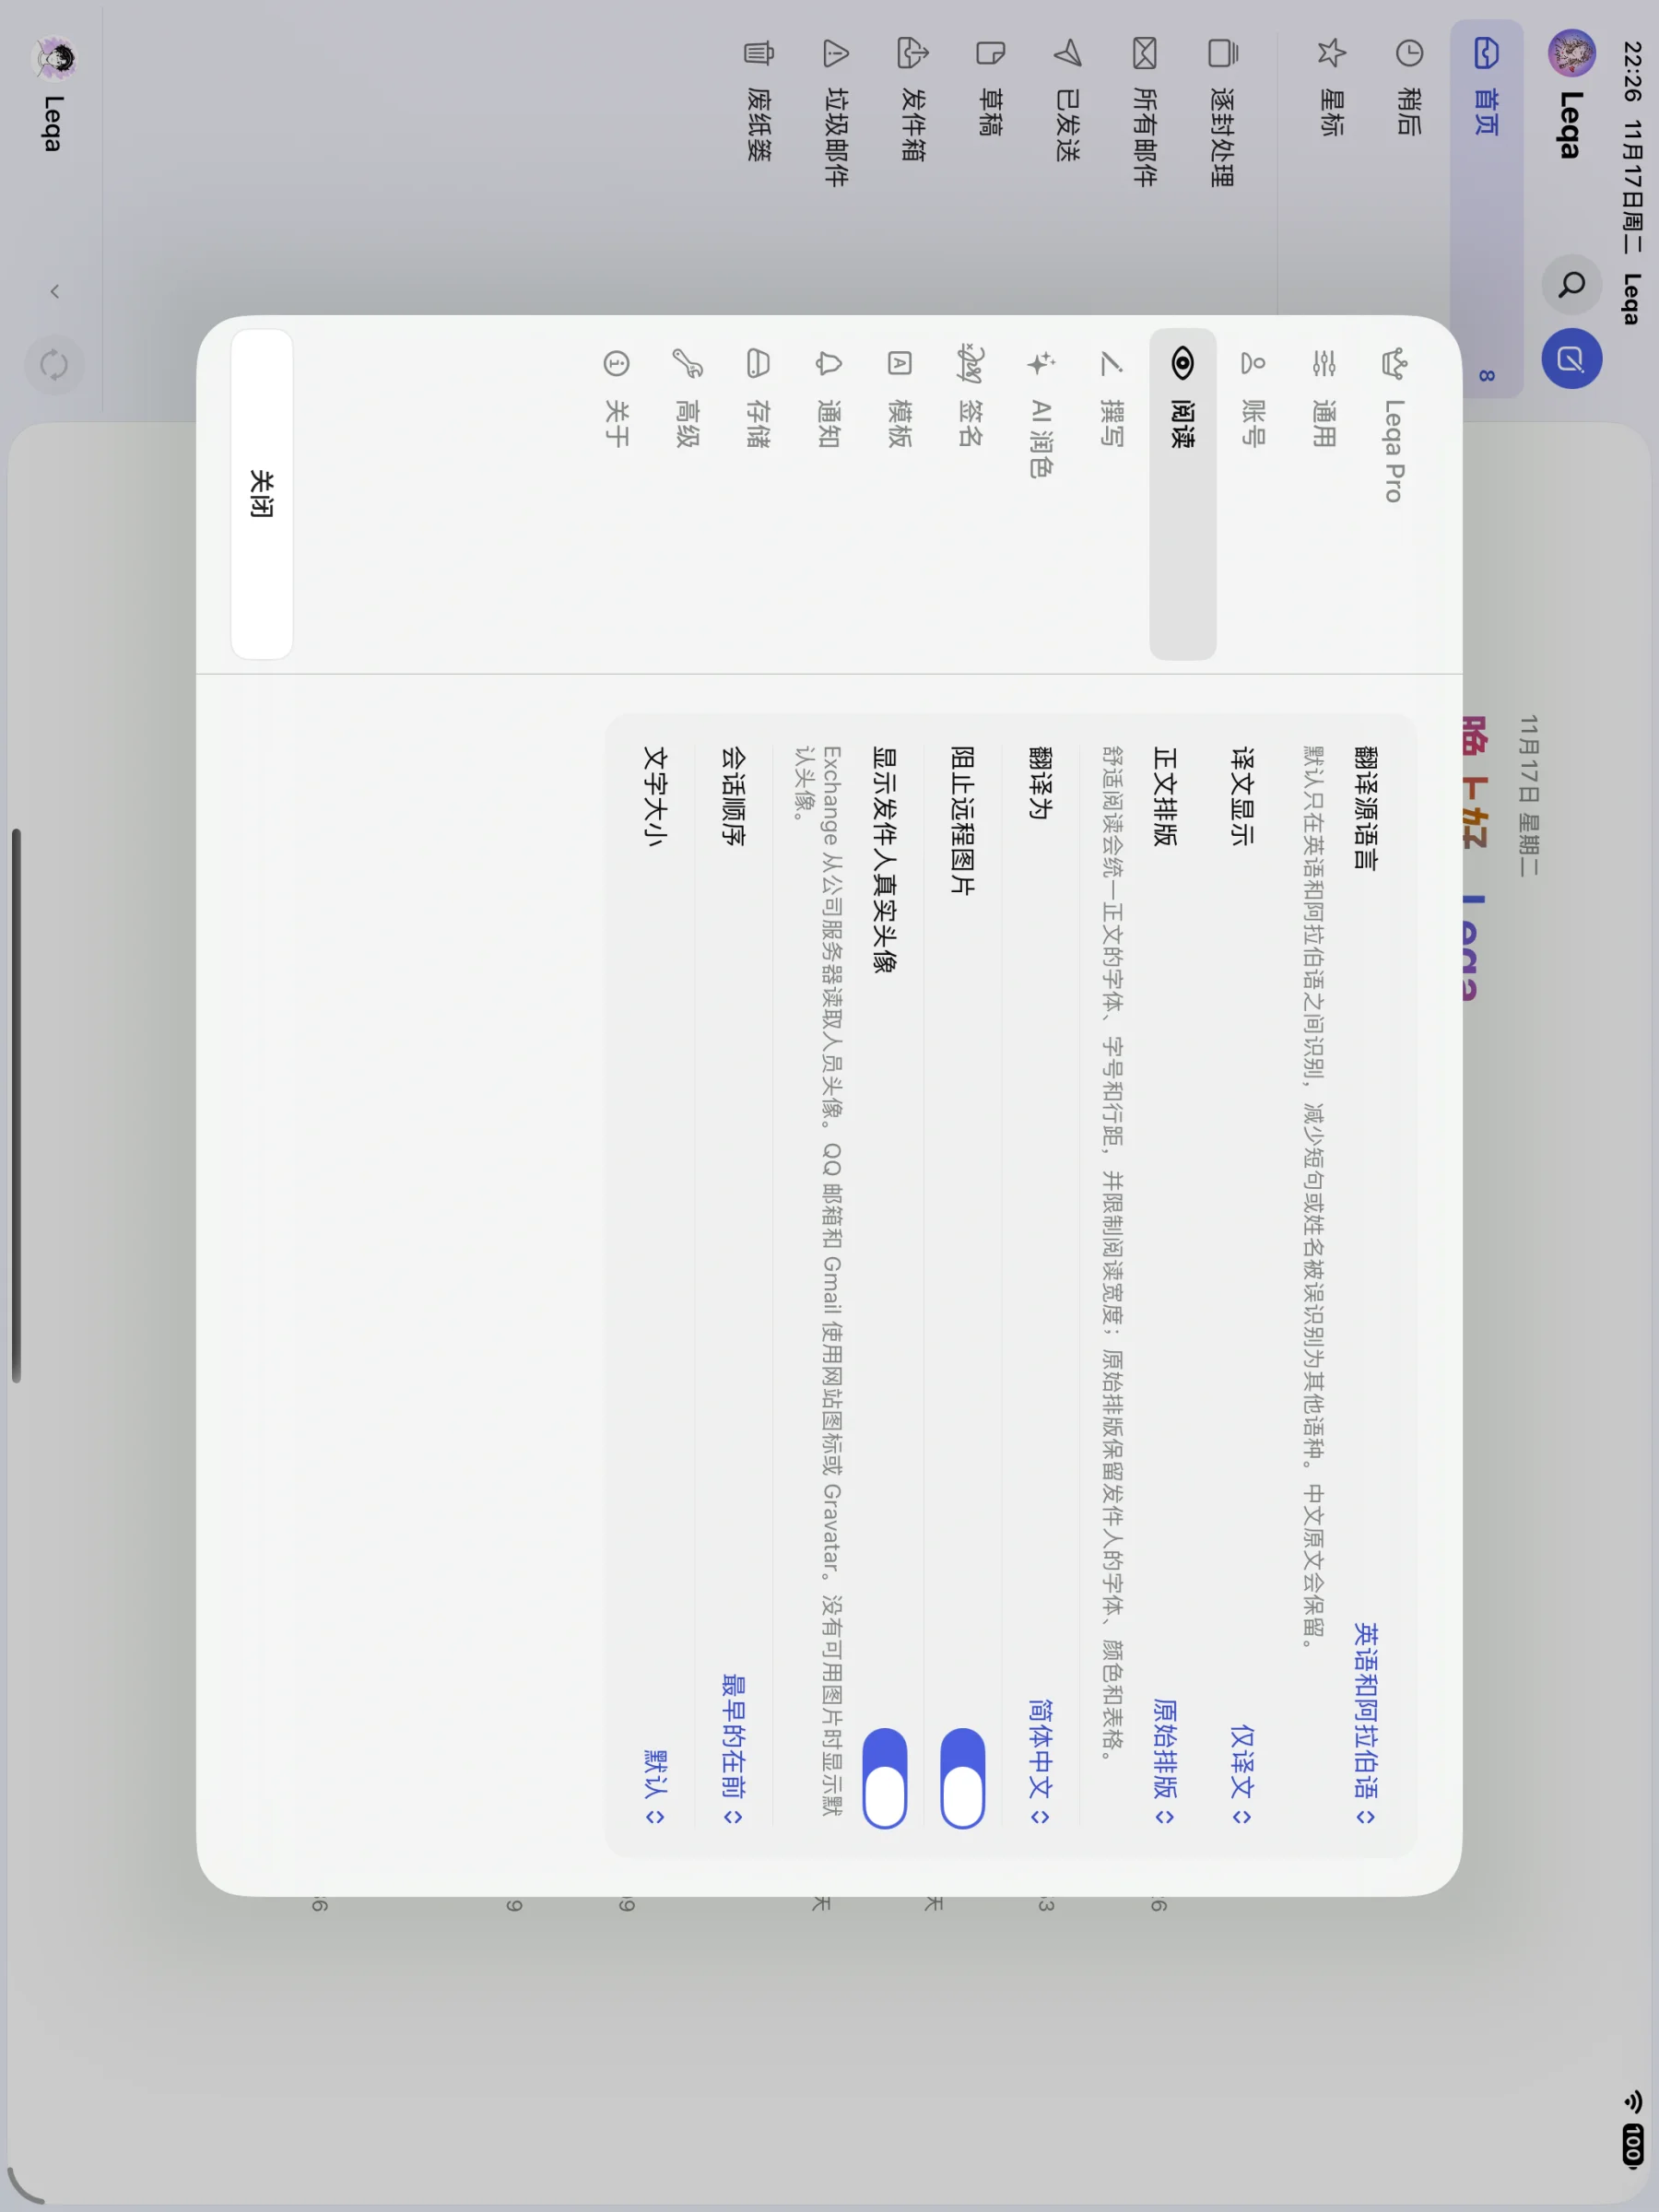 22:26 11月17日周二 Leqa
100
Leqa
首页
8
稍后
星标
逐封处理
所有邮件
已发送
草稿
发件箱
垃圾邮件
废纸篓
Leqa
11月17日 星期二
晚上好 Leqa
Leqa Pro
通用
账号
阅读
撰写
AI 润色
签名
模板
通知
存储
高级
关于
关闭
翻译源语言
英语和阿拉伯语
默认只在英语和阿拉伯语之间识别，减少短句或姓名被误识别为其他语种。中文原文会保留。
译文显示
仅译文
正文排版
原始排版
舒适阅读会统一正文的字体、字号和行距，并限制阅读宽度；原始排版保留发件人的字体、颜色和表格。
翻译为
简体中文
阻止远程图片
显示发件人真实头像
Exchange 从公司服务器读取人员头像。QQ 邮箱和 Gmail 使用网站图标或 Gravatar。没有可用图片时显示默
认头像。
会话顺序
最早的在前
文字大小
默认
6
3
天
天
9
9
6